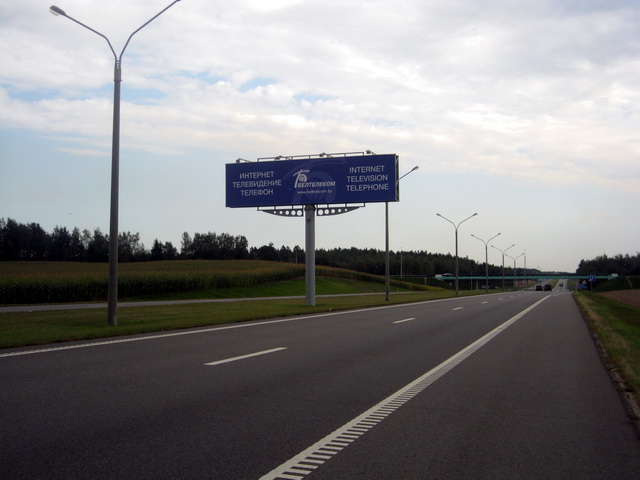 ИНТЕРНЕТ
ТЕЛЕВИДЕНИЕ
ТЕЛЕФОН
БЕЛТЕЛЕКОМ
INTERNET
TELEVISION
TELEPHONE